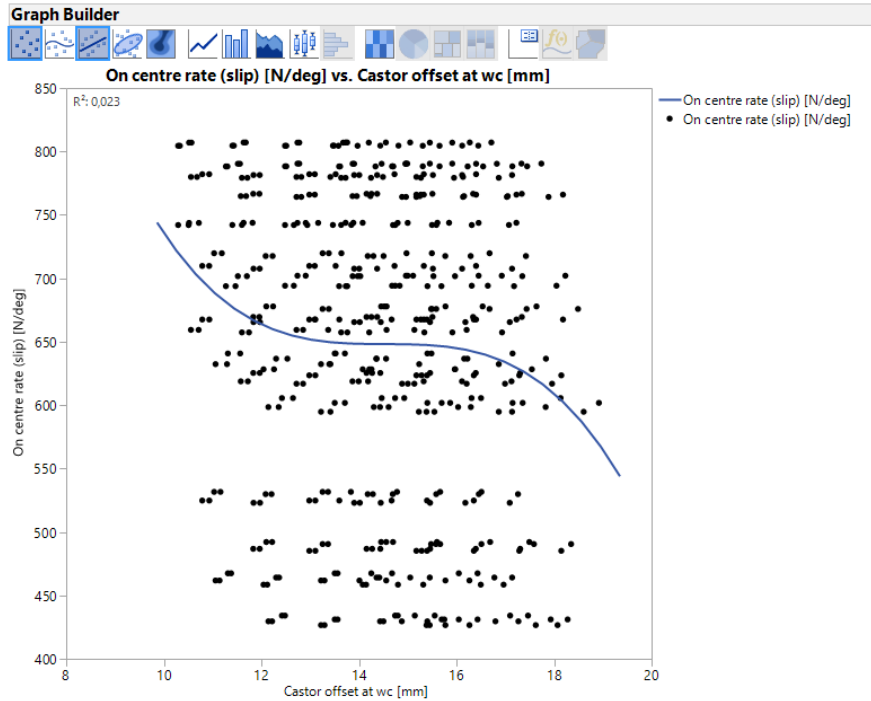 Graph Builder
On centre rate (slip) [N/deg] vs. Castor offset at wc [mm]
R²: 0,023
On centre rate (slip) [N/deg]
On centre rate (slip) [N/deg]
850
800
750
700
650
600
550
500
450
400
On centre rate (slip) [N/deg]
8 10 12 14 16 18 20
Castor offset at wc [mm]